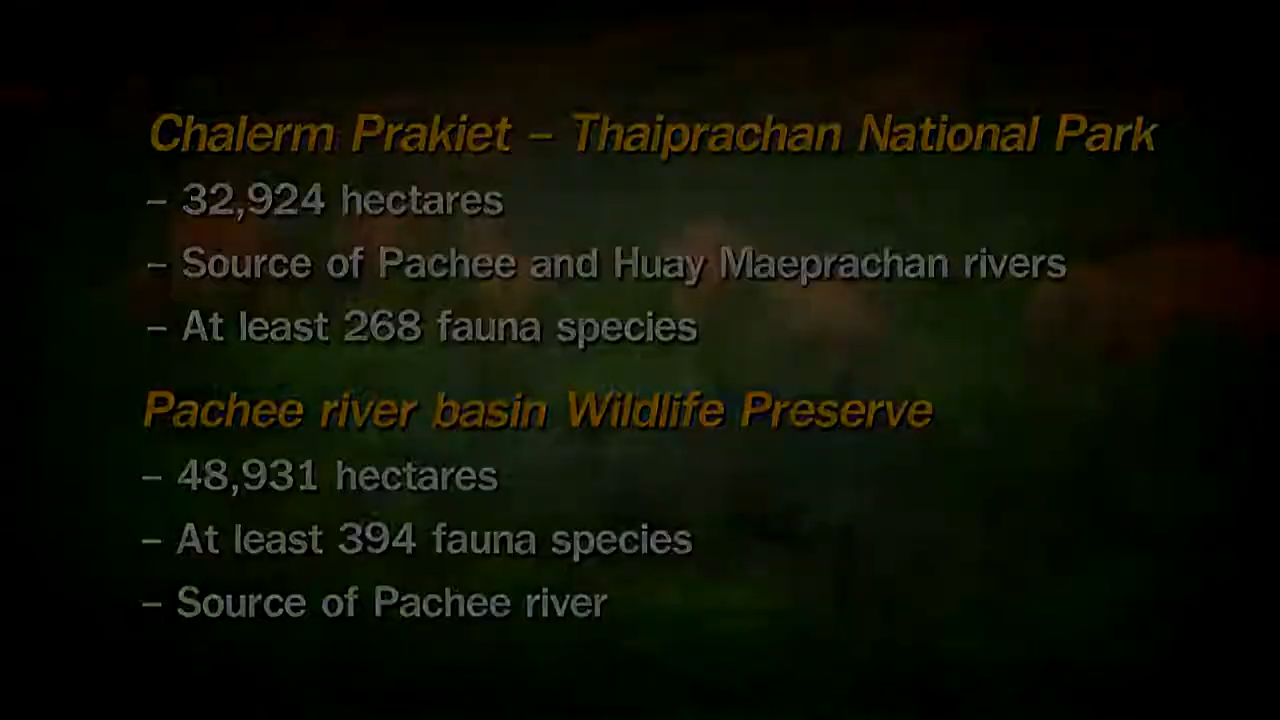 Chalerm Prakiet – Thaiprachan National Park
– 32,924 hectares
– Source of Pachee and Huay Maeprachan rivers
– At least 268 fauna species
Pachee river basin Wildlife Preserve
– 48,931 hectares
– At least 394 fauna species
– Source of Pachee river